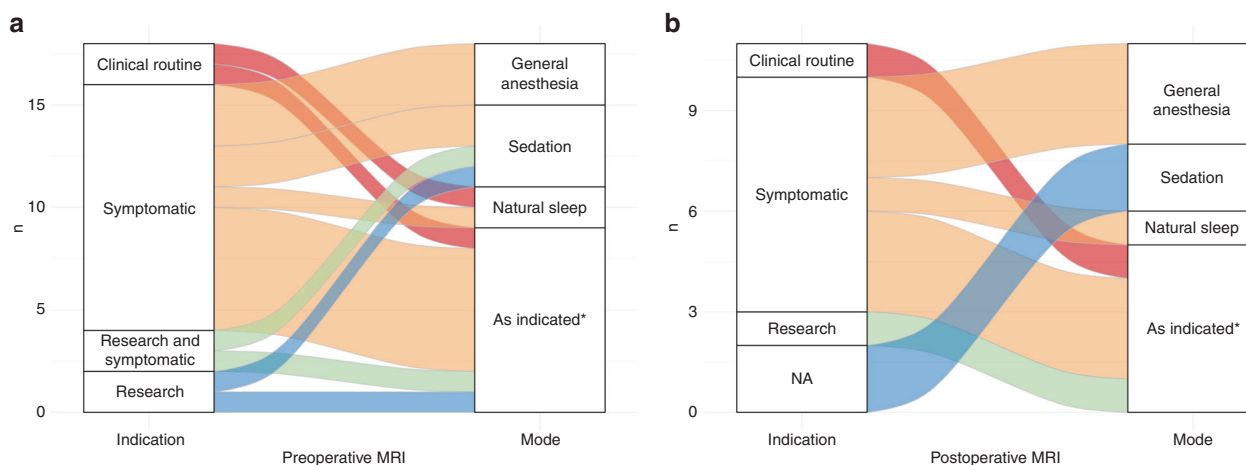 a
n
15
10
5
0
Clinical routine
Symptomatic
Research and
symptomatic
Research
General
anesthesia
Sedation
Natural sleep
As indicated*
Indication
Mode
Preoperative MRI
b
n
9
6
3
0
Clinical routine
Symptomatic
Research
NA
General
anesthesia
Sedation
Natural sleep
As indicated*
Indication
Mode
Postoperative MRI